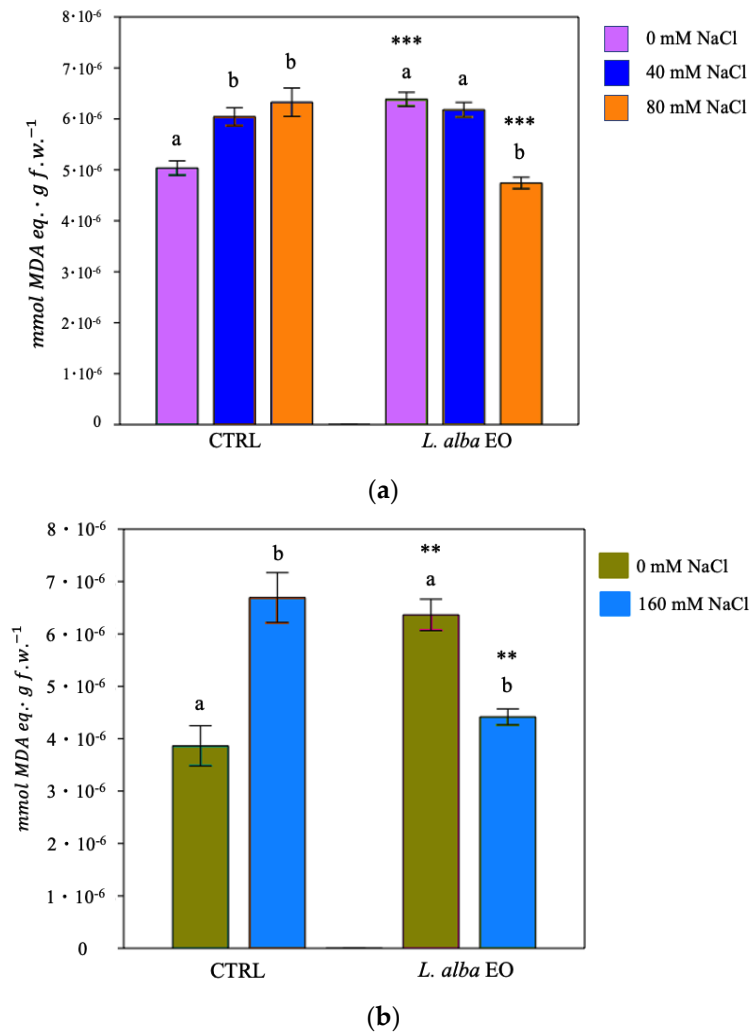 8·10⁻⁶
7·10⁻⁶
6·10⁻⁶
5·10⁻⁶
4·10⁻⁶
3·10⁻⁶
2·10⁻⁶
1·10⁻⁶
0
mmol MDA eq.· g f.w.⁻¹
a
b
b
***
a
a
***
b
CTRL
L. alba EO
0 mM NaCl
40 mM NaCl
80 mM NaCl
(a)
8·10⁻⁶
7·10⁻⁶
6·10⁻⁶
5·10⁻⁶
4·10⁻⁶
3·10⁻⁶
2·10⁻⁶
1·10⁻⁶
0
mmol MDA eq.· g f.w.⁻¹
a
b
**
a
**
b
CTRL
L. alba EO
0 mM NaCl
160 mM NaCl
(b)